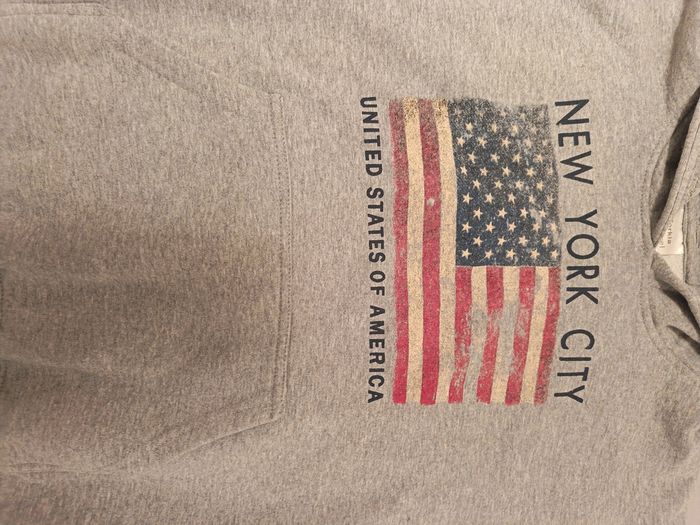 NEW YORK CITY
UNITED STATES OF AMERICA